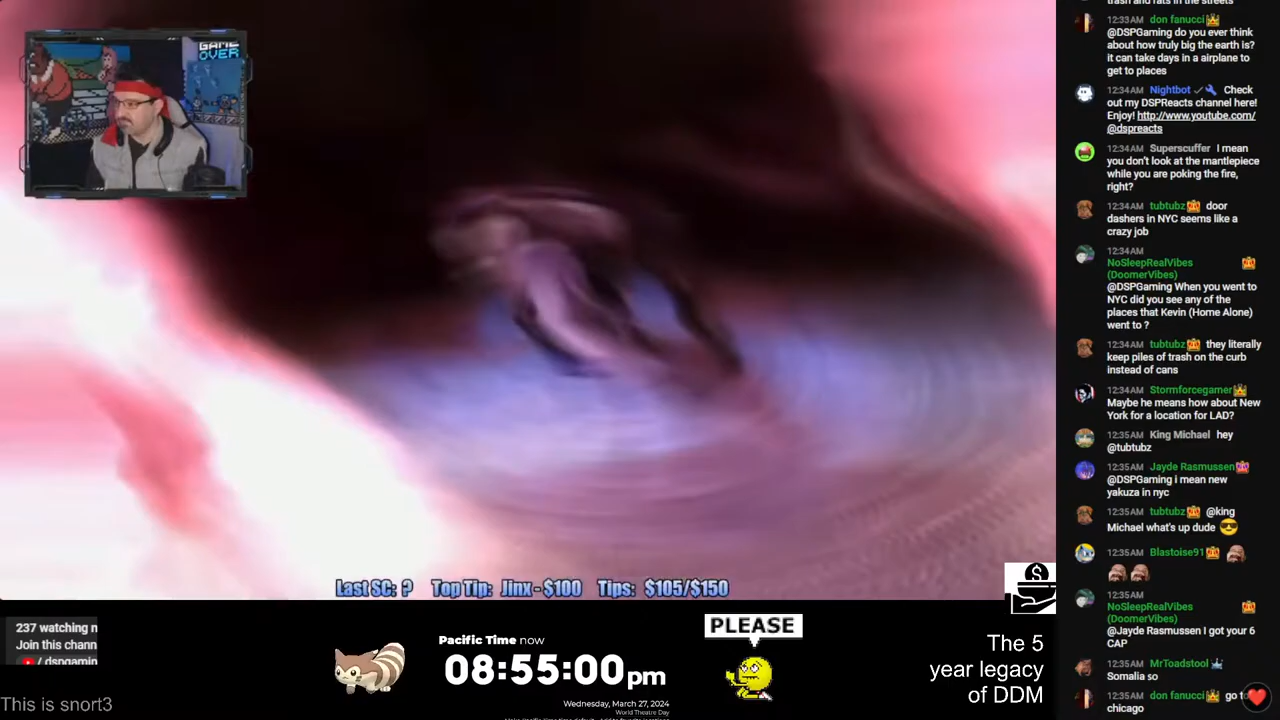 GAME
OVER
trash and rats in the streets
12:33AM don fanucci
@DSPGaming do you ever think
about how truly big the earth is?
it can take days in a airplane to
get to places
12:34AM Nightbot Check
out my DSPReacts channel here!
Enjoy! http://www.youtube.com/
@dspreacts
12:34AM Superscuffer I mean
you don't look at the mantlepiece
while you are poking the fire,
right?
12:34AM tubtubz door
dashers in NYC seems like a
crazy job
12:34AM
NoSleepRealVibes
(DoomerVibes)
@DSPGaming When you went to
NYC did you see any of the
places that Kevin (Home Alone)
went to ?
12:34AM tubtubz they literally
keep piles of trash on the curb
instead of cans
12:34AM Stormforcegamer
Maybe he means how about New
York for a location for LAD?
12:35AM King Michael hey
@tubtubz
12:35AM Jayde Rasmussen
@DSPGaming i mean new
yakuza in nyc
12:35AM tubtubz @king
Michael what's up dude
12:35AM Blastoise91
12:35AM
NoSleepRealVibes
(DoomerVibes)
@Jayde Rasmussen I got your 6
CAP
12:35AM MrToadstool
Somalia so
12:35AM don fanucci go to
chicago
Last SC: ? Top Tip: Jinx - $100 Tips: $105/$150
237 watching n
Join this chann
/ dspgamin
This is snort3
Pacific Time now
08:55:00pm
Wednesday, March 27, 2024
World Theatre Day
PLEASE
The 5
year legacy
of DDM